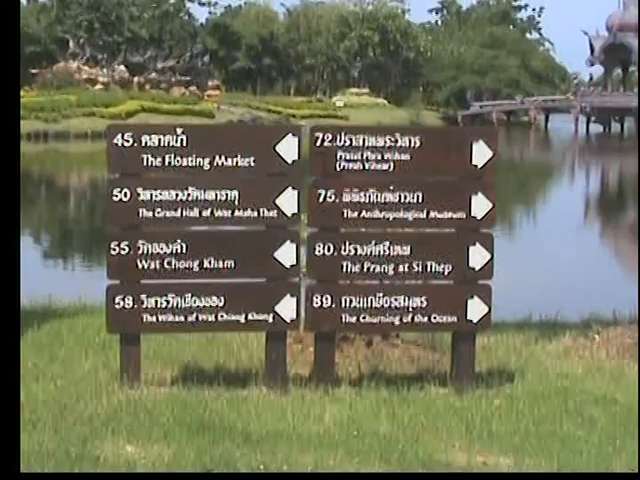 45. ตลาดน้ำ
The Floating Market
50 วิหารหลวงวัดมหาธาตุ
The Grand Hall of Wat Maha That
55. วัดจองคำ
Wat Chong Kham
58. วิหารวัดเชียงของ
The Wihan of Wat Chiang Khong
72. ปราสาทพระวิหาร
Prasat Phra Wihan
(Preah Vihear)
75. พิพิธภัณฑ์ชาวนา
The Anthropological Museum
80. ปรางค์ศรีเทพ
The Prang at Si Thep
89. กวนเกษียรสมุทร
The Churning of the Ocean